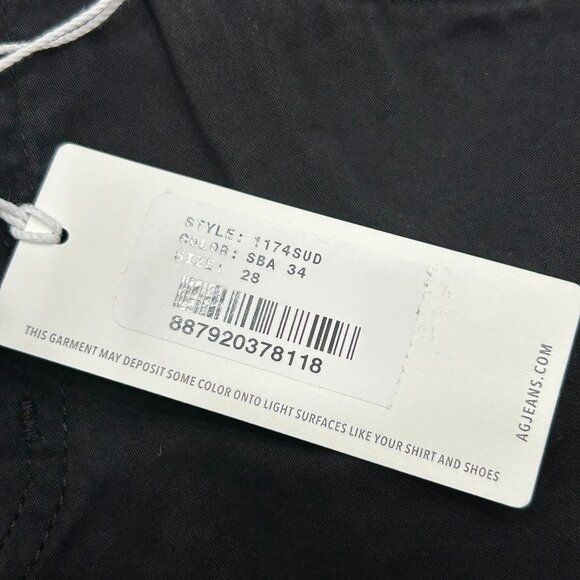 STYLE: 1174SUD
COLOR: SBA 34
SIZE: 28
887920378118
THIS GARMENT MAY DEPOSIT SOME COLOR ONTO LIGHT SURFACES LIKE YOUR SHIRT AND SHOES
AGJEANS.COM